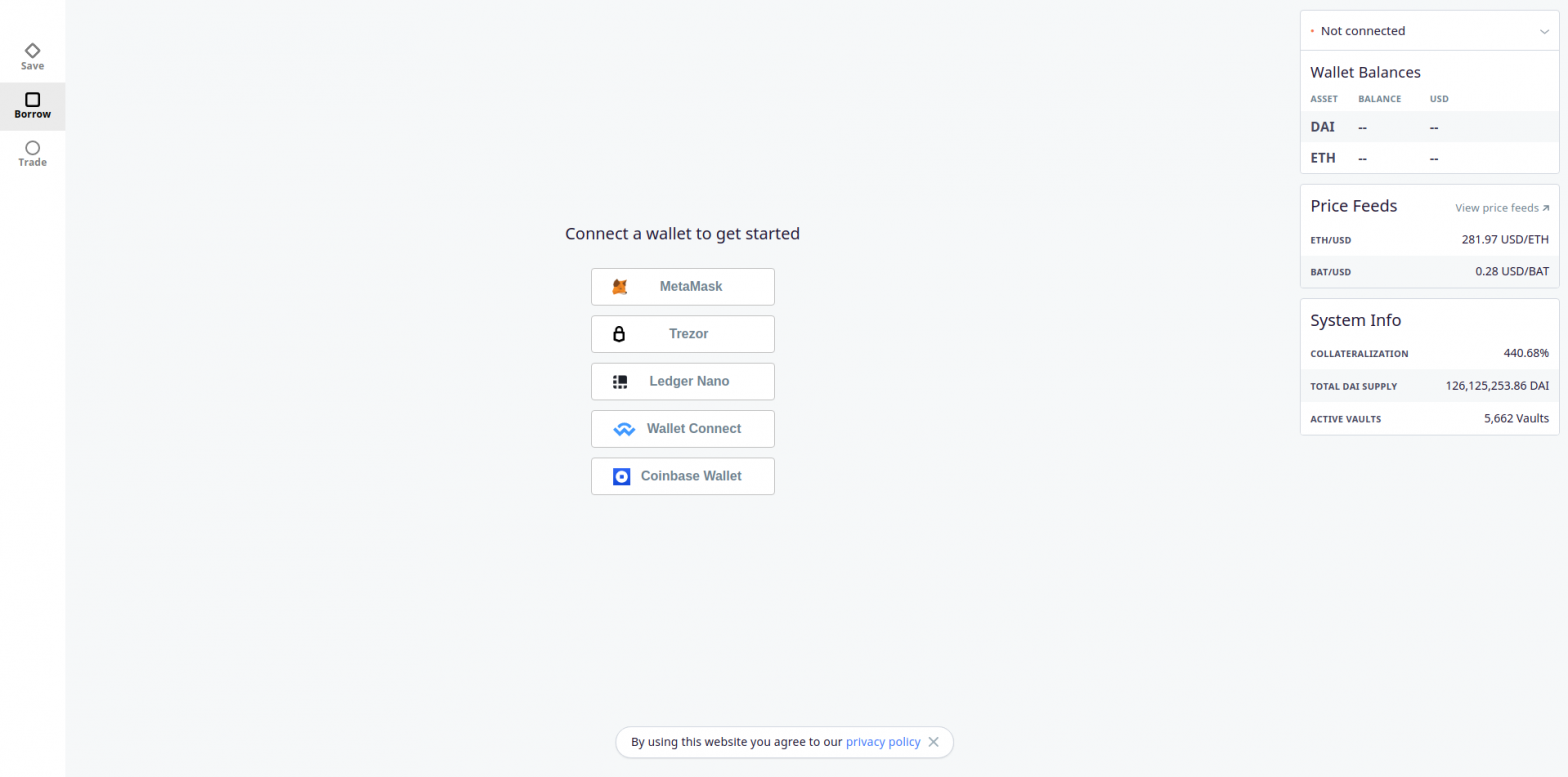 Save
Borrow
Trade
Connect a wallet to get started
MetaMask
Trezor
Ledger Nano
Wallet Connect
Coinbase Wallet
By using this website you agree to our privacy policy
Not connected
Wallet Balances
ASSET BALANCE USD
DAI -- --
ETH -- --
Price Feeds View price feeds
ETH/USD 281.97 USD/ETH
BAT/USD 0.28 USD/BAT
System Info
COLLATERALIZATION 440.68%
TOTAL DAI SUPPLY 126,125,253.86 DAI
ACTIVE VAULTS 5,662 Vaults